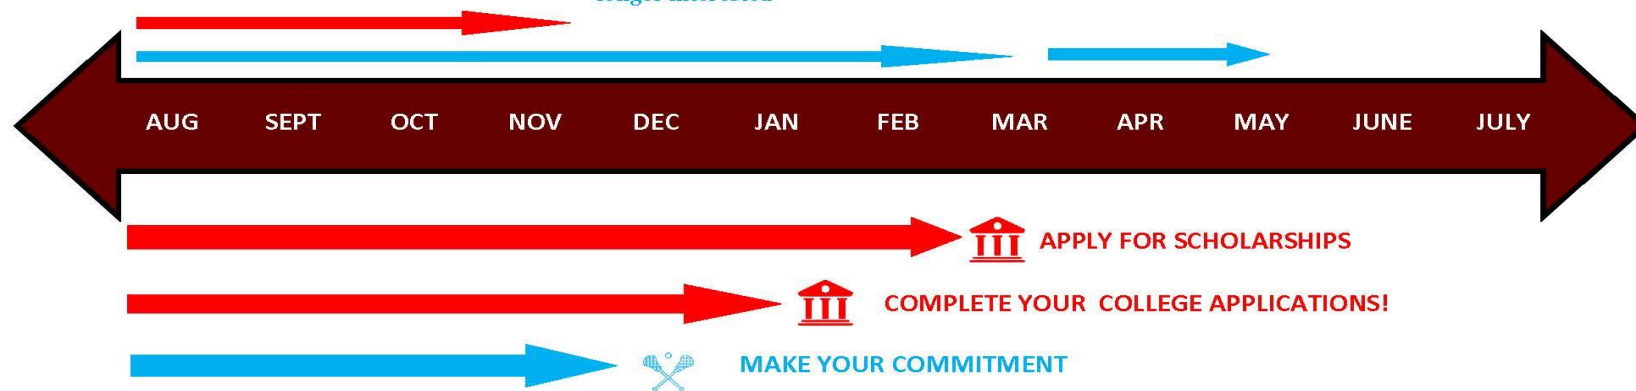 AUG SEPT OCT NOV DEC JAN FEB MAR APR MAY JUNE JULY
APPLY FOR SCHOLARSHIPS
COMPLETE YOUR COLLEGE APPLICATIONS!
MAKE YOUR COMMITMENT